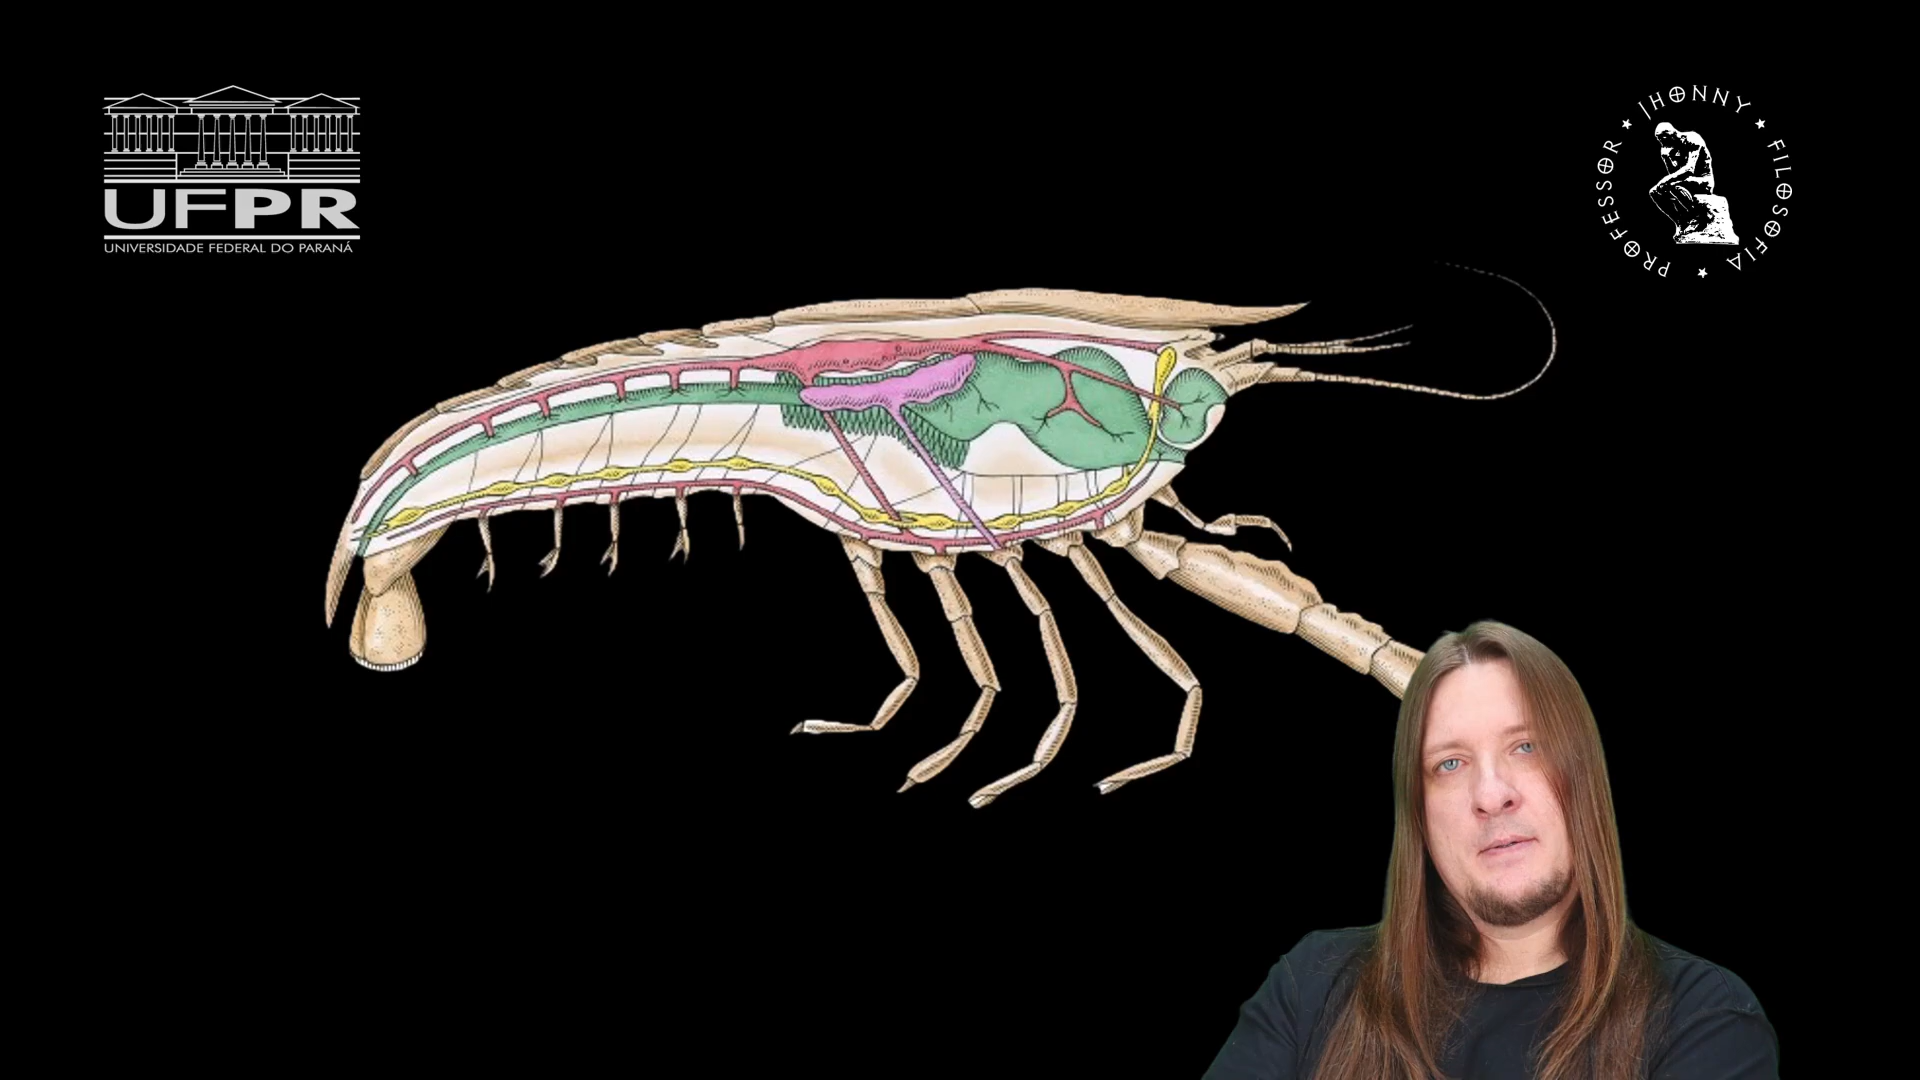 UFPR
UNIVERSIDADE FEDERAL DO PARANÁ
PROFESSOR ★ JHONNY ★ FILOSOFIA ★